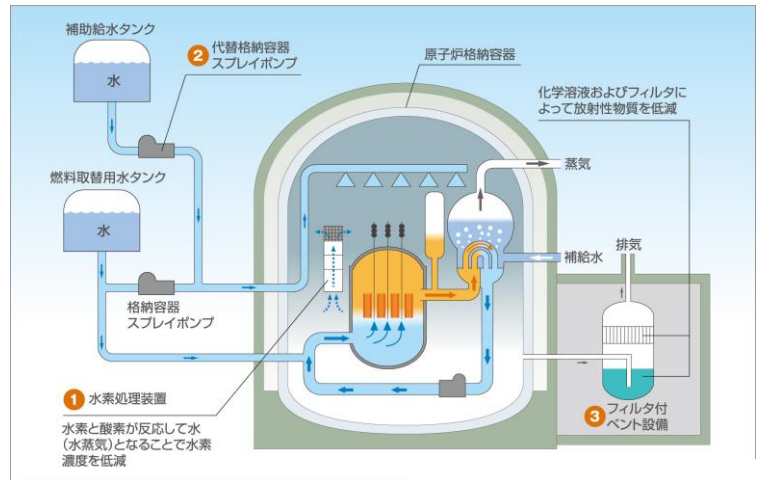 補助給水タンク
水
2 代替格納容器
スプレイポンプ
原子炉格納容器
化学溶液およびフィルタに
よって放射性物質を低減
蒸気
燃料取替用水タンク
水
補給水
排気
格納容器
スプレイポンプ
1 水素処理装置
水素と酸素が反応して水
(水蒸気)となることで水素
濃度を低減
3 フィルタ付
ベント設備